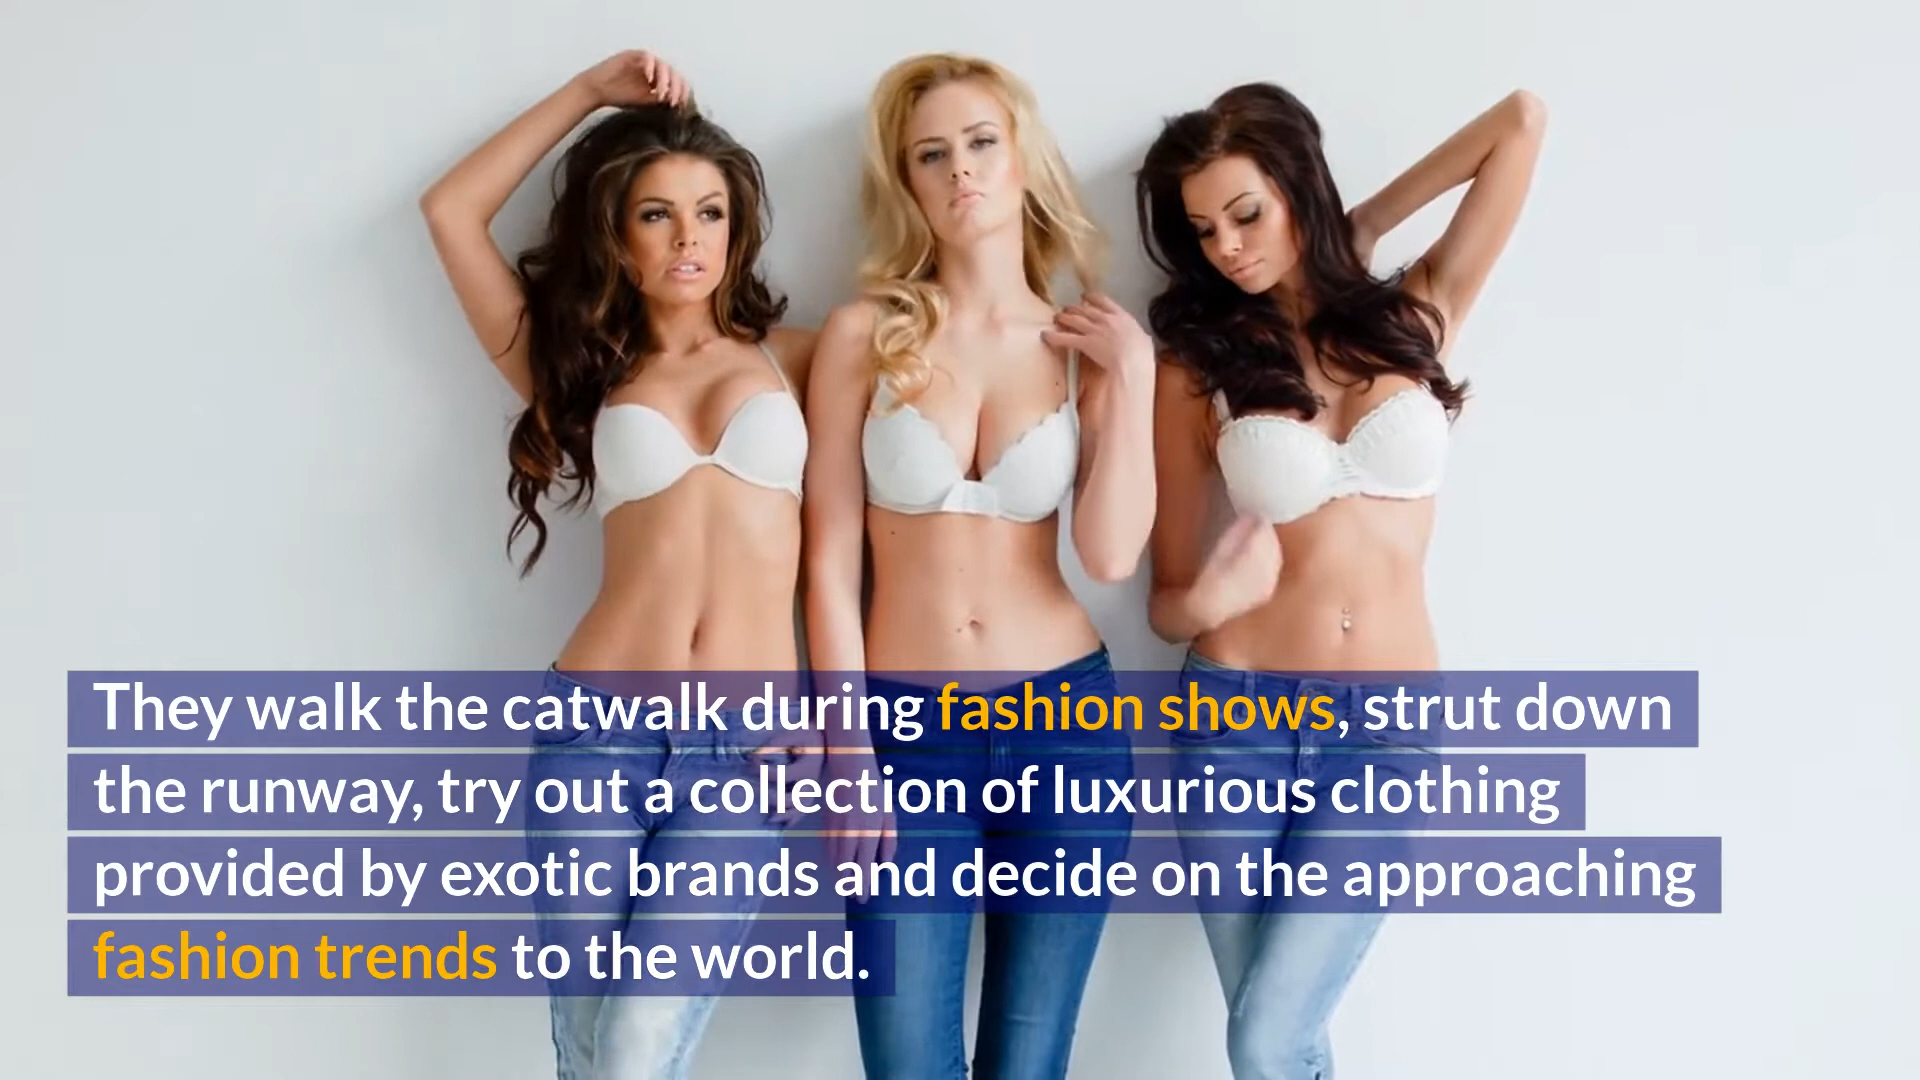 They walk the catwalk during fashion shows, strut down
the runway, try out a collection of luxurious clothing
provided by exotic brands and decide on the approaching
fashion trends to the world.